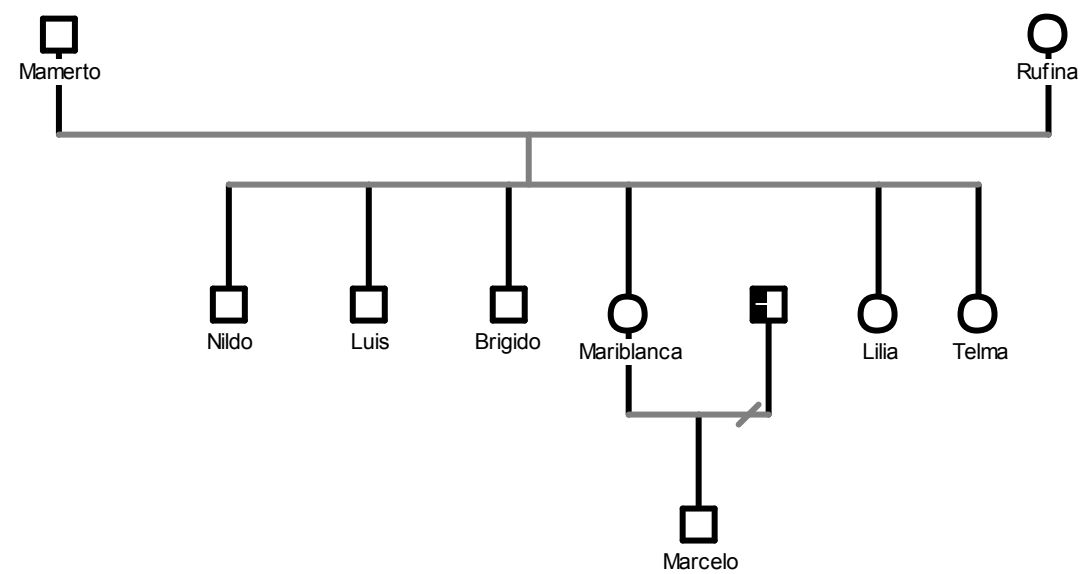 Mamerto
Rufina
Nildo
Luis
Brigido
Mariblanca
Lilia
Telma
Marcelo